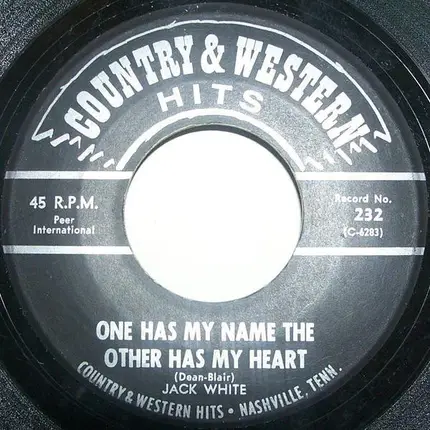 COUNTRY & WESTERN
HITS
45 R.P.M.
Peer
International
Record No.
232
(C-6283)
ONE HAS MY NAME THE
OTHER HAS MY HEART
(Dean-Blair)
JACK WHITE
COUNTRY & WESTERN HITS • NASHVILLE, TENN.